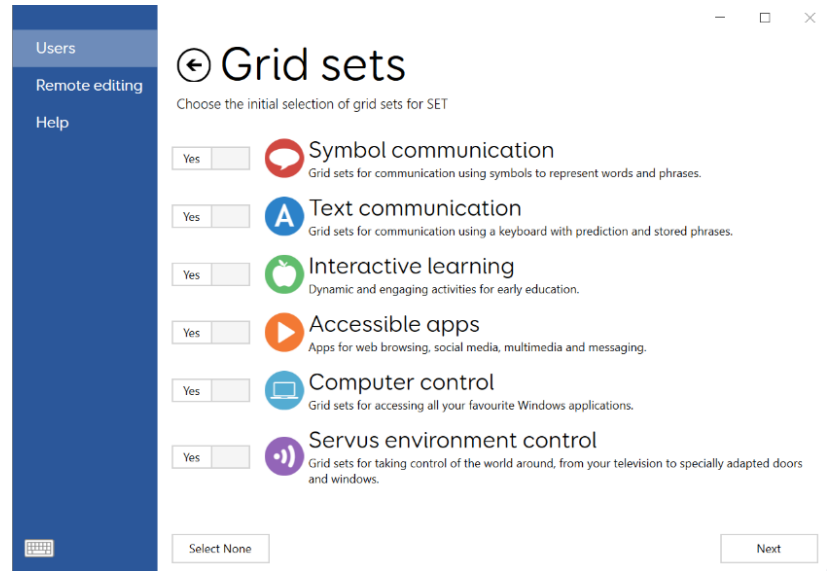 Users
Remote editing
Help
Grid sets
Choose the initial selection of grid sets for SET
Yes
Symbol communication
Grid sets for communication using symbols to represent words and phrases.
Yes
A
Text communication
Grid sets for communication using a keyboard with prediction and stored phrases.
Yes
Interactive learning
Dynamic and engaging activities for early education.
Yes
Accessible apps
Apps for web browsing, social media, multimedia and messaging.
Yes
Computer control
Grid sets for accessing all your favourite Windows applications.
Yes
Servus environment control
Grid sets for taking control of the world around, from your television to specially adapted doors
and windows.
Select None
Next